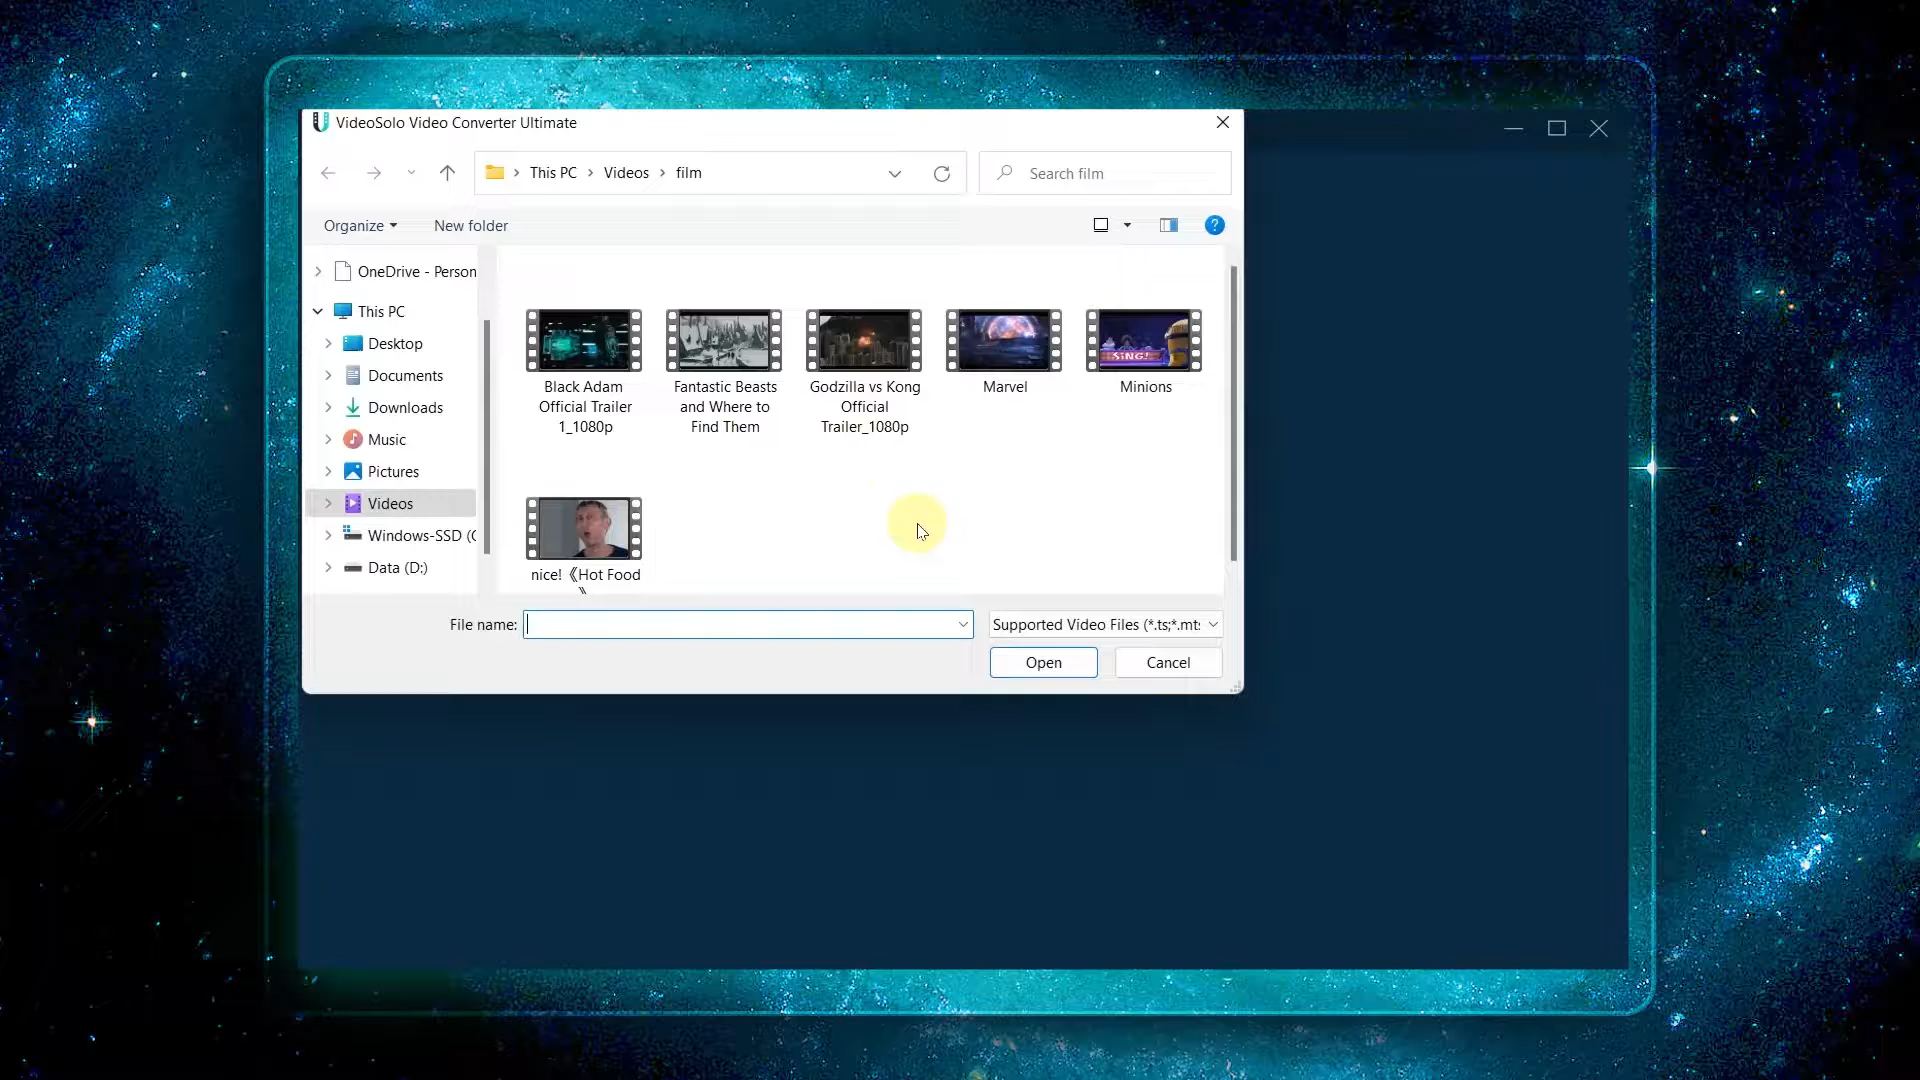 VideoSolo Video Converter Ultimate
This PC
Videos
film
Search film
Organize
New folder
OneDrive - Person
This PC
Desktop
Documents
Downloads
Music
Pictures
Videos
Windows-SSD (C
Data (D:)
SING!
Black Adam
Official Trailer
1_1080p
Fantastic Beasts
and Where to
Find Them
Godzilla vs Kong
Official
Trailer_1080p
Marvel
Minions
nice!《Hot Food
》
File name:
Supported Video Files (*.ts;*.mts
Open
Cancel